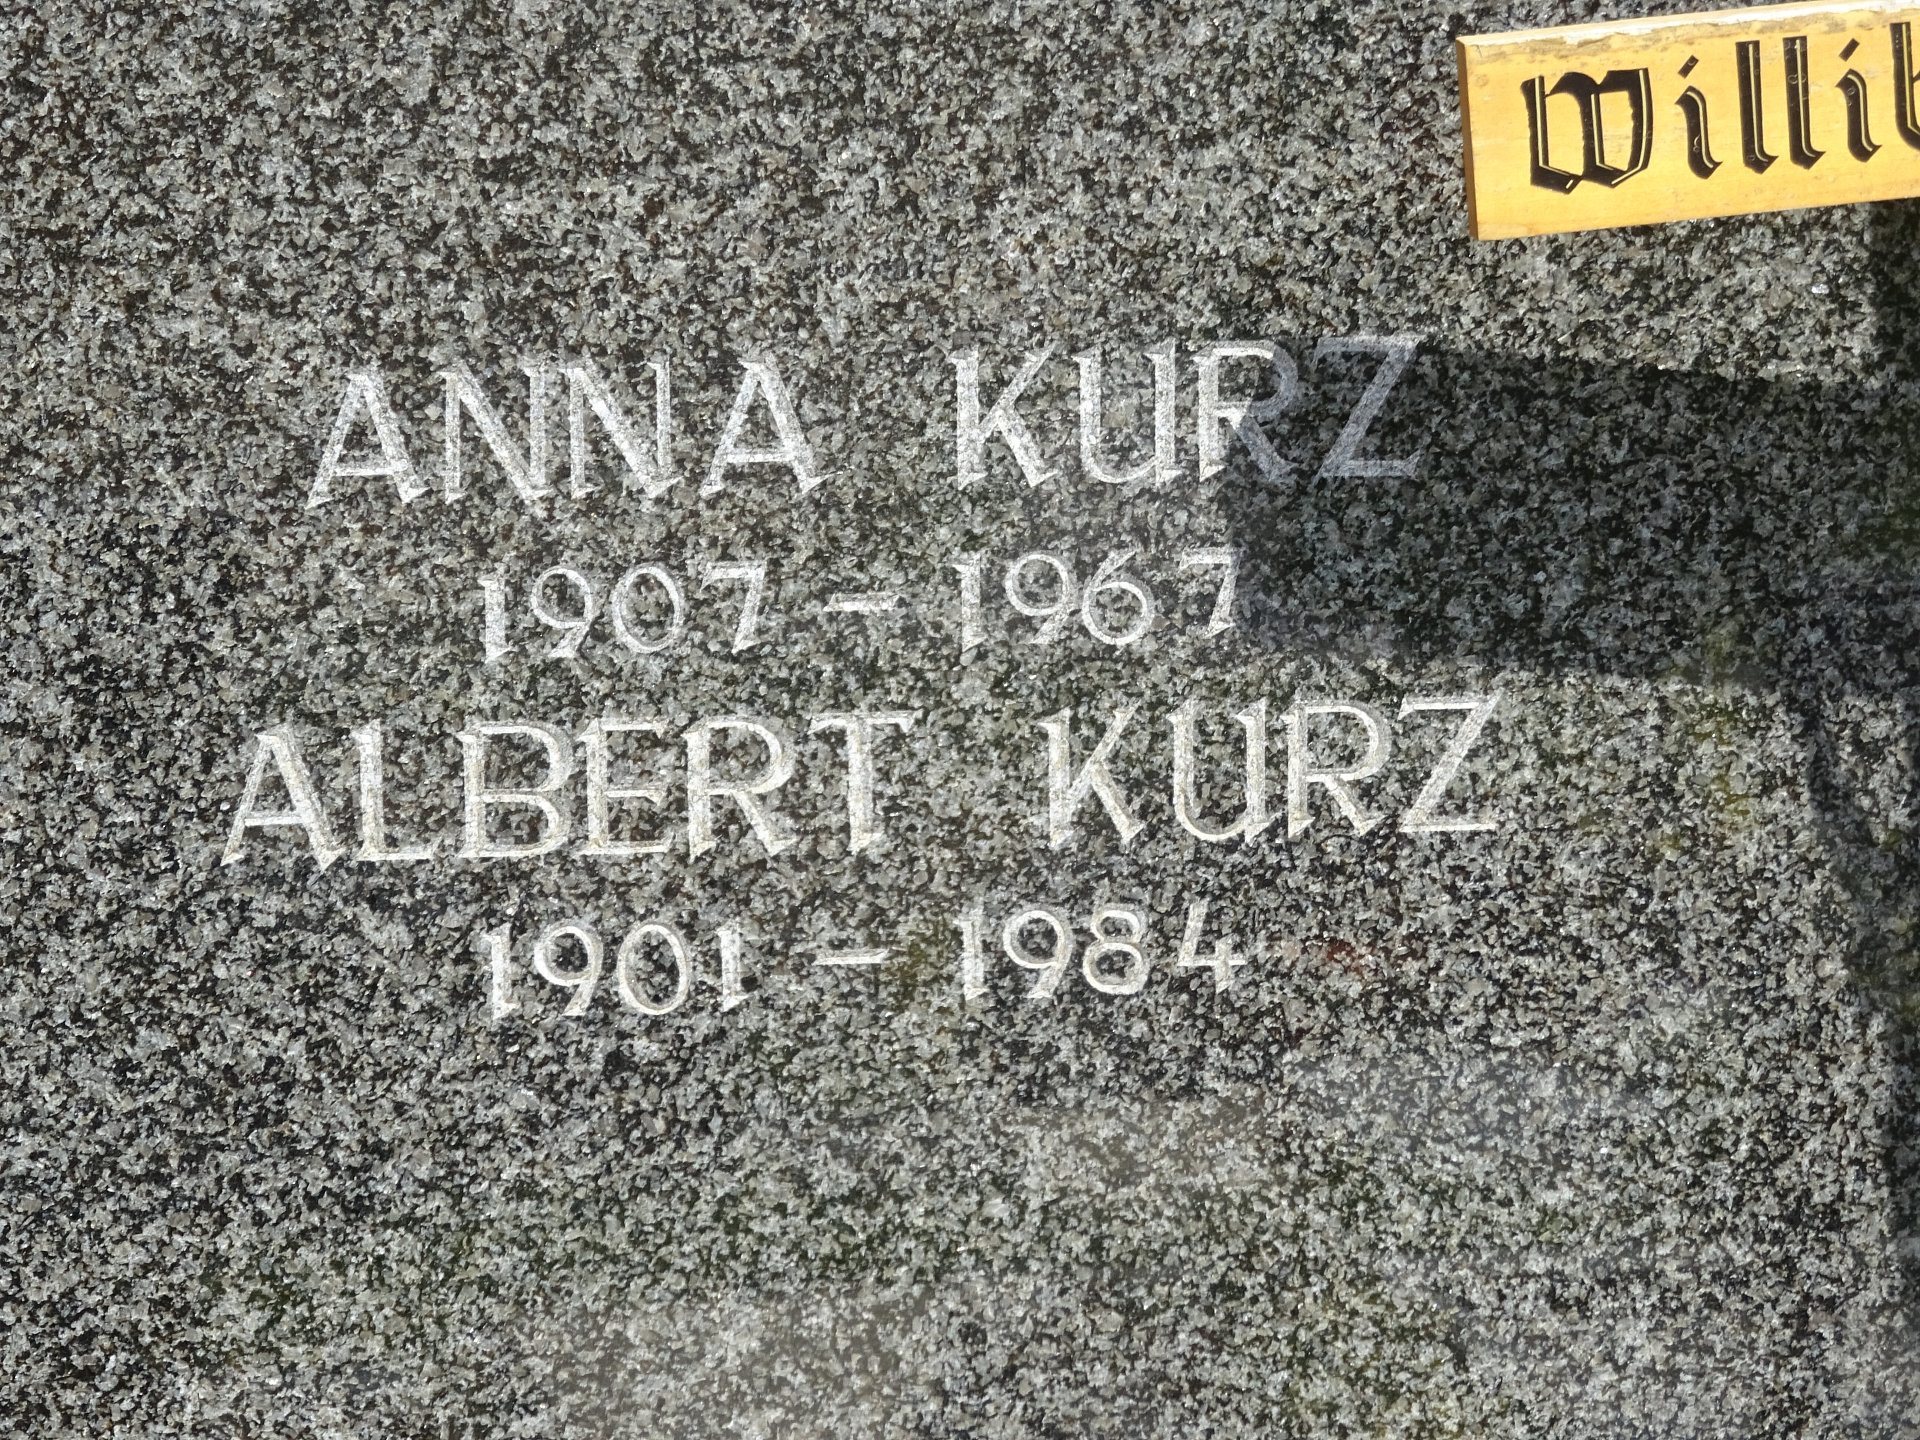 ANNA KURZ
1907 – 1967
ALBERT KURZ
1901 – 1984